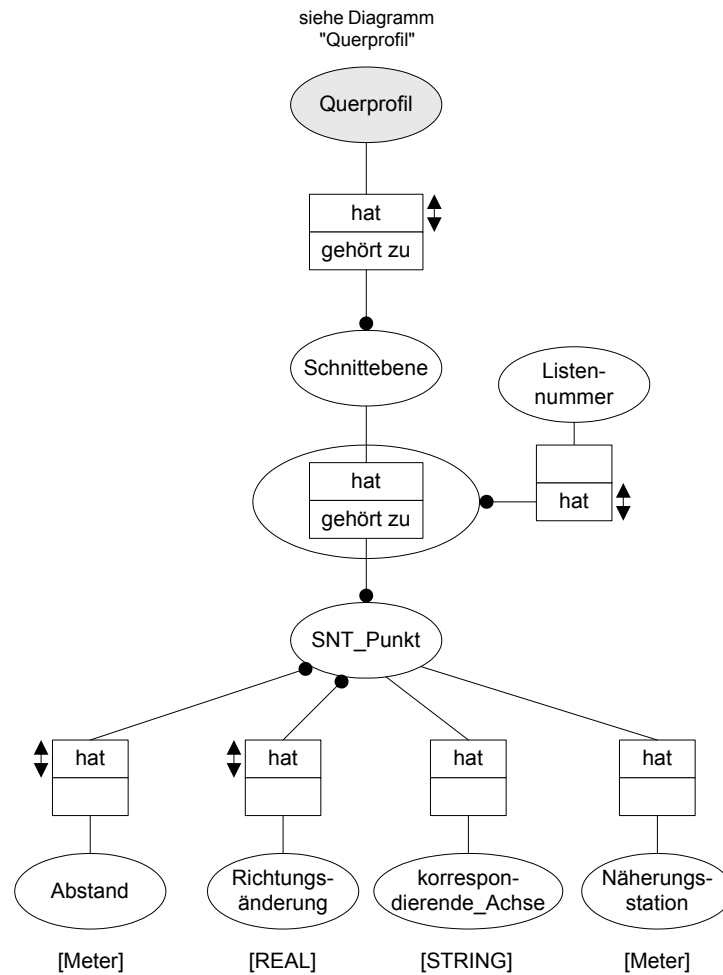 siehe Diagramm
"Querprofil"
Querprofil
hat
gehört zu
Schnittebene
Listen-
nummer
hat
gehört zu
hat
SNT_Punkt
hat
hat
hat
hat
Abstand
Richtungs-
änderung
korrespon-
dierende_Achse
Näherungs-
station
[Meter]
[REAL]
[STRING]
[Meter]